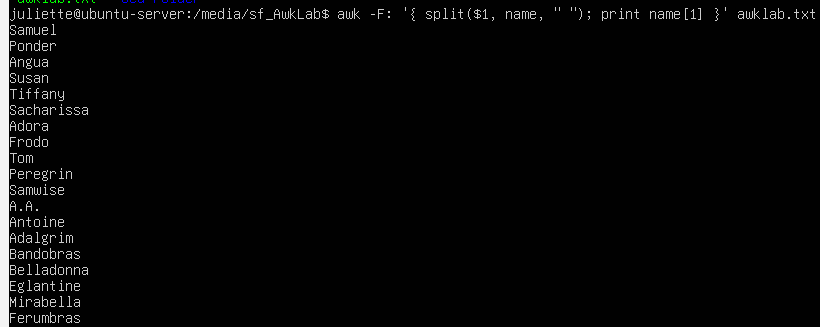 juliette@ubuntu-server:/media/sf_AwkLab$ awk -F: '{ split($1, name, " "); print name[1] }' awklab.txt
Samuel
Ponder
Angua
Susan
Tiffany
Sacharissa
Adora
Frodo
Tom
Peregrin
Samwise
A.A.
Antoine
Adalgrim
Bandobras
Belladonna
Eglantine
Mirabella
Ferumbras